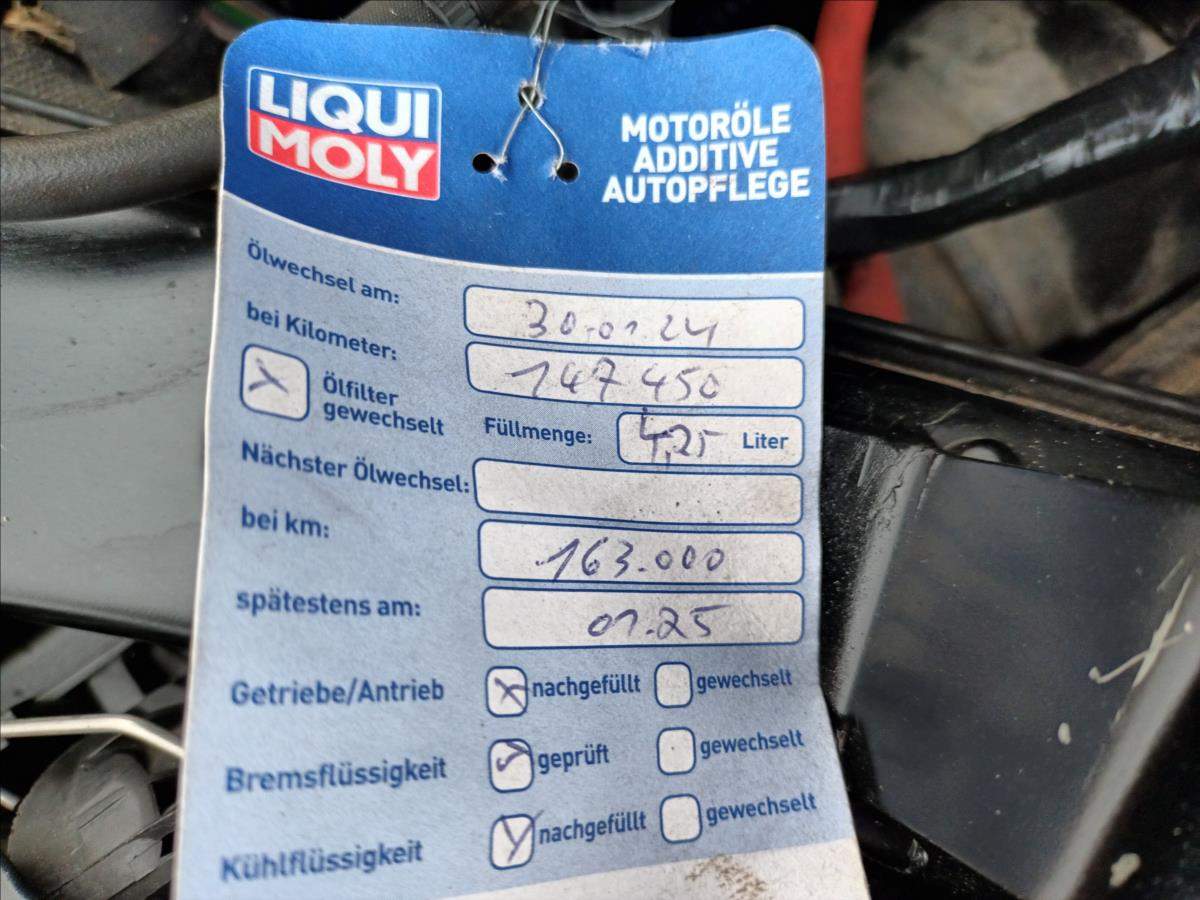 LIQUI
MOLY
MOTORÖLE
ADDITIVE
AUTOPFLEGE
Ölwechsel am: 30.01.24
bei Kilometer: 147 450
Ölfilter
gewechselt
Füllmenge: 4,25 Liter
Nächster Ölwechsel:
bei km: 163.000
spätestens am: 01.25
Getriebe/Antrieb nachgefüllt gewechselt
Bremsflüssigkeit geprüft gewechselt
Kühlflüssigkeit nachgefüllt gewechselt